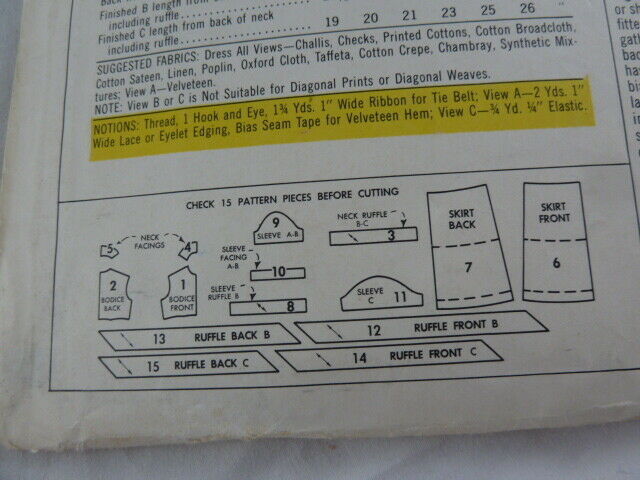 Finished B length from
including ruffle
Finished C length from back of neck
including ruffle 19 20 21 23 25 26 "
SUGGESTED FABRICS: Dress All Views—Challis, Checks, Printed Cottons, Cotton Broadcloth,
Cotton Sateen, Linen, Poplin, Oxford Cloth, Taffeta, Cotton Crepe, Chambray, Synthetic Mix-
tures; View A—Velveteen.
NOTE: View B or C is Not Suitable for Diagonal Prints or Diagonal Weaves.
NOTIONS: Thread, 1 Hook and Eye, 1¾ Yds. 1" Wide Ribbon for Tie Belt; View A—2 Yds. 1"
Wide Lace or Eyelet Edging, Bias Seam Tape for Velveteen Hem; View C—¾ Yd. ¼" Elastic.
CHECK 15 PATTERN PIECES BEFORE CUTTING
5
NECK
FACINGS
4
9
SLEEVE A-B
NECK RUFFLE
B-C
3
SKIRT
BACK
7
SKIRT
FRONT
6
2
BODICE
BACK
1
BODICE
FRONT
SLEEVE
FACING
A-B
10
SLEEVE
RUFFLE B
8
SLEEVE
C
11
13 RUFFLE BACK B
12 RUFFLE FRONT B
15 RUFFLE BACK C
14 RUFFLE FRONT C